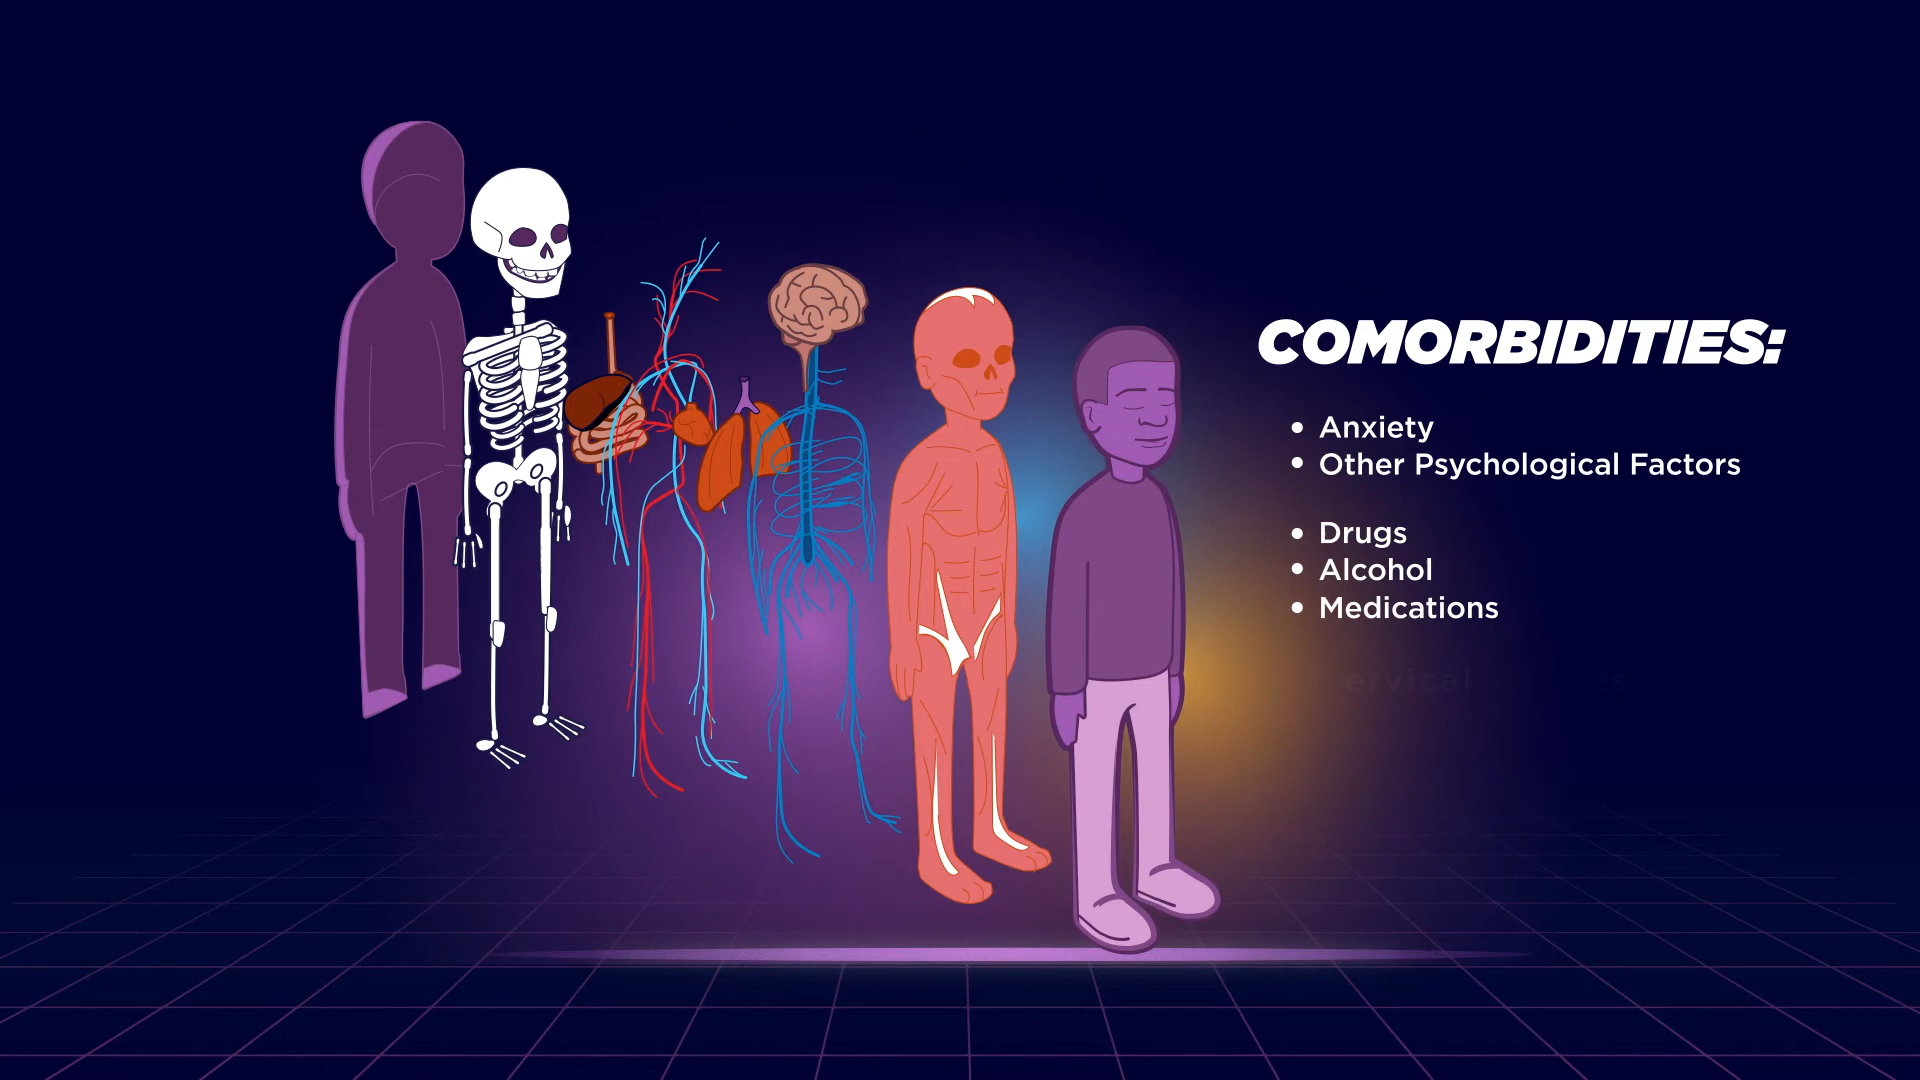 COMORBIDITIES:
• Anxiety
• Other Psychological Factors
• Drugs
• Alcohol
• Medications